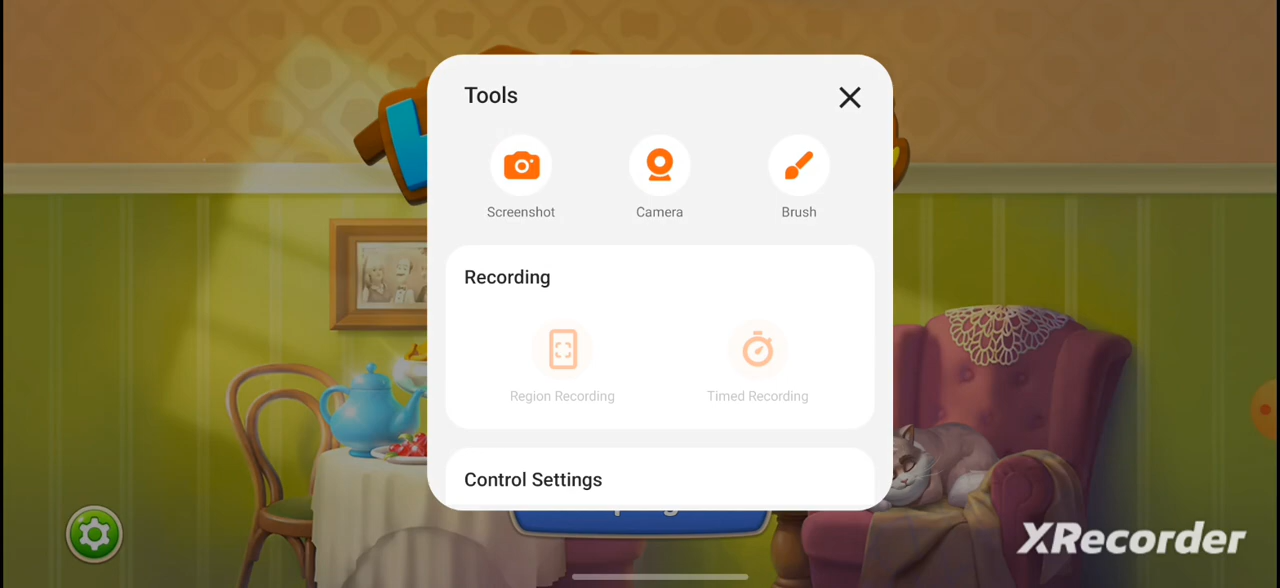 Tools
Screenshot
Camera
Brush
Recording
Region Recording
Timed Recording
Control Settings
XRecorder